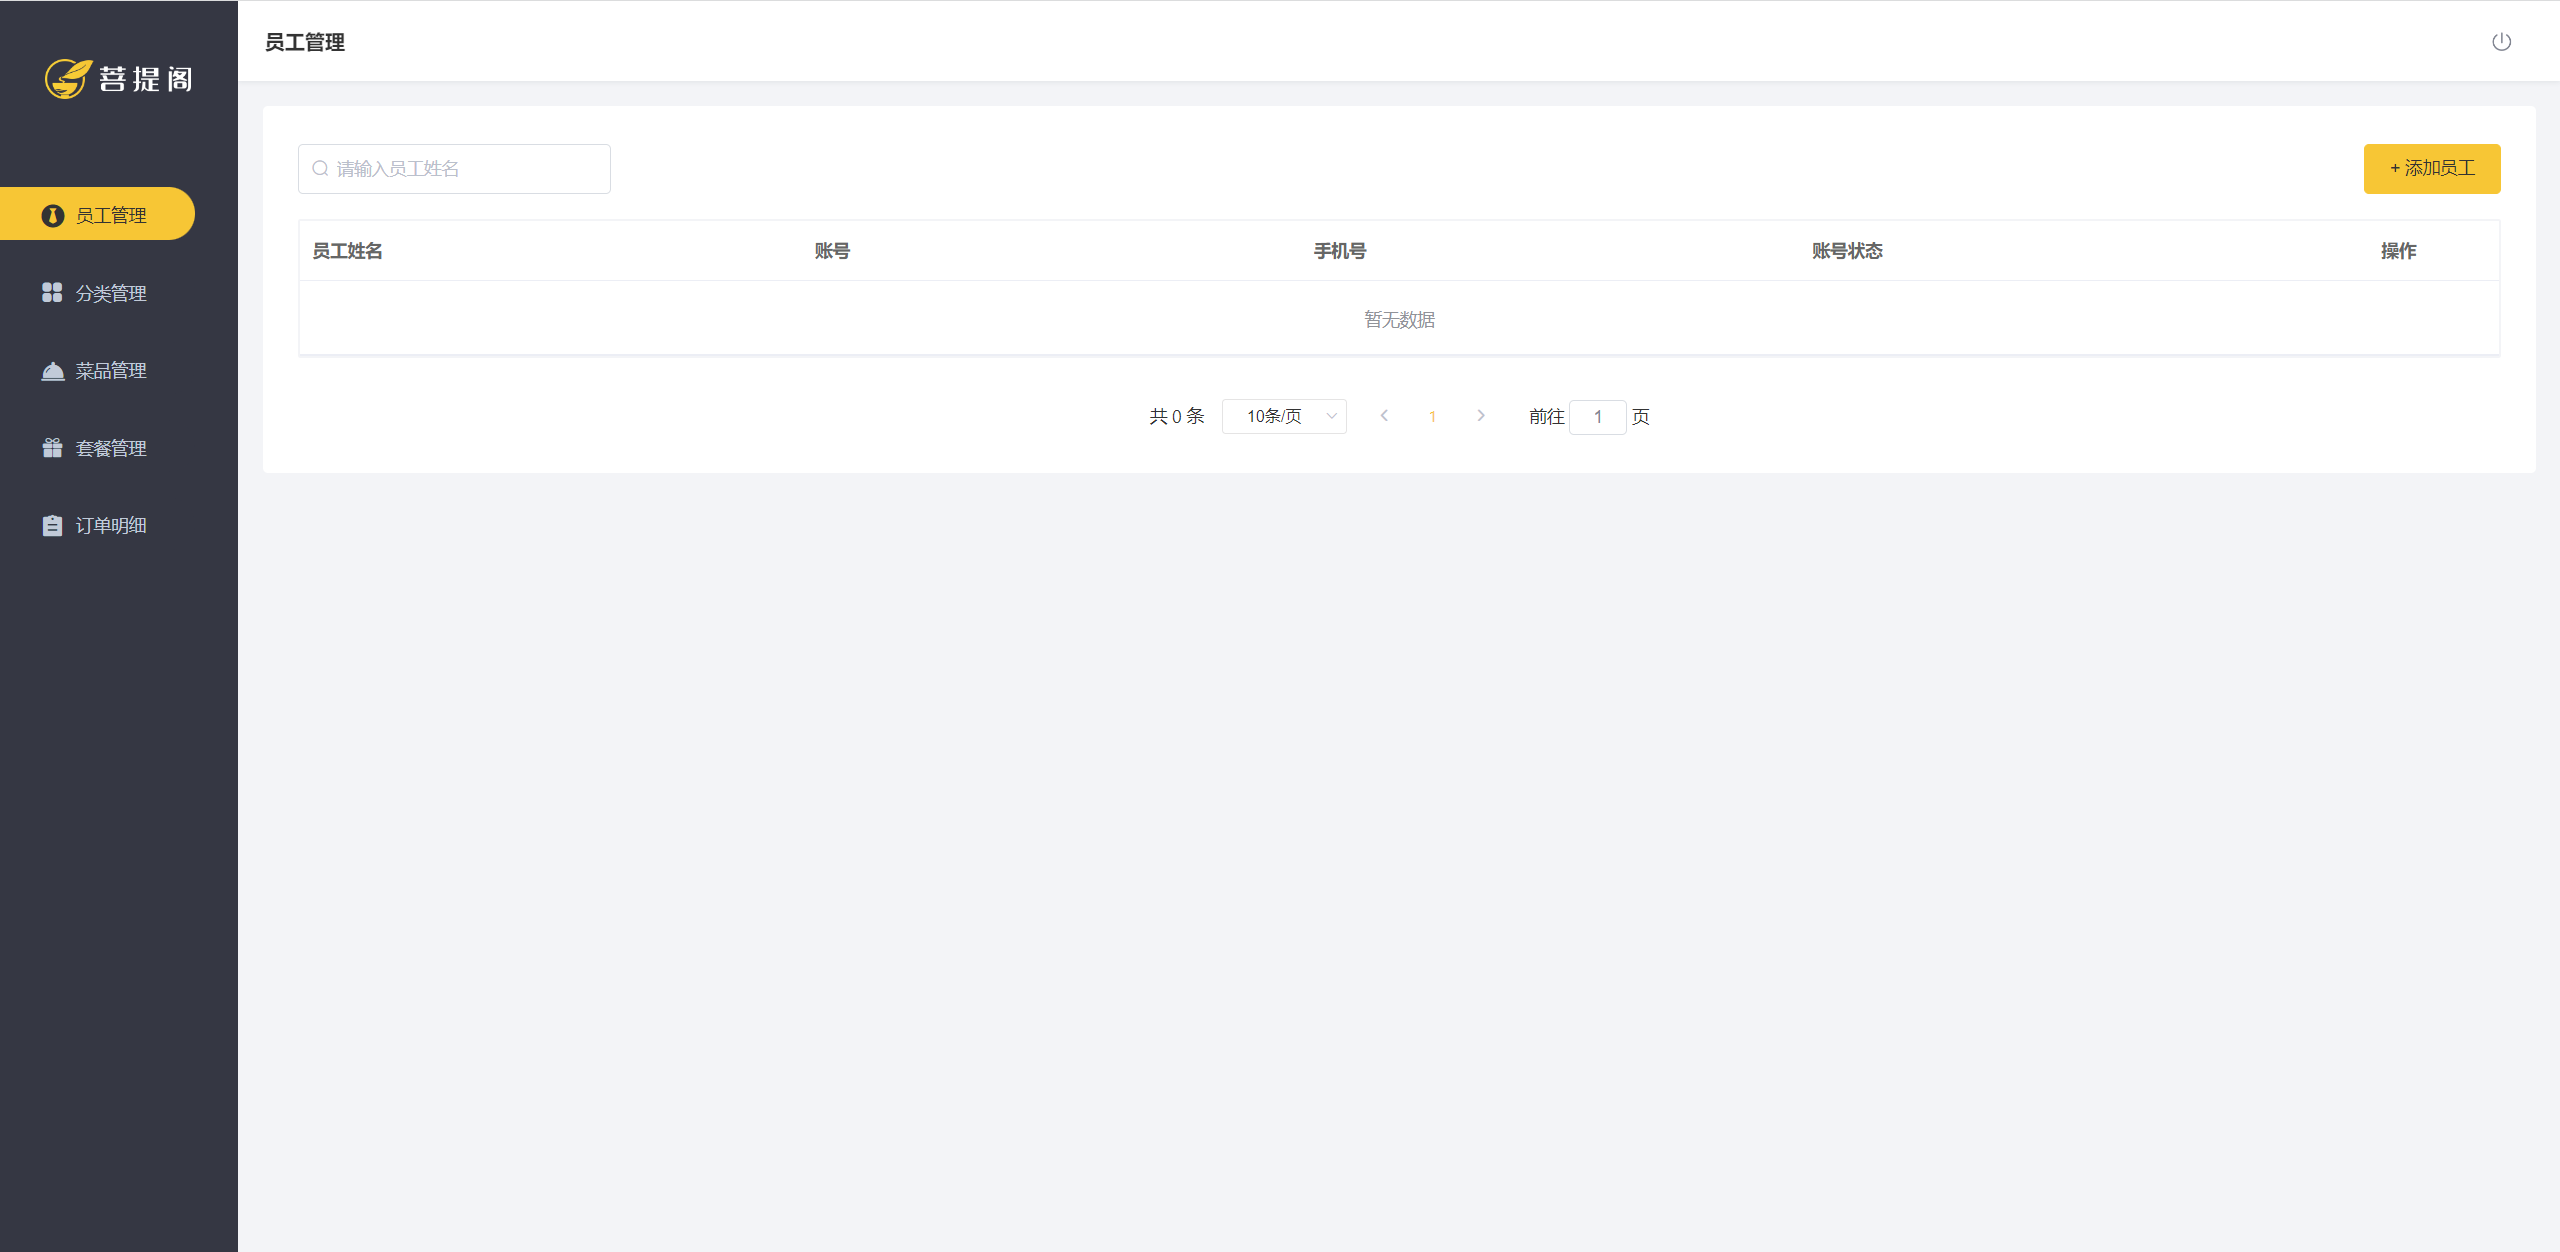 菩提阁
员工管理
分类管理
菜品管理
套餐管理
订单明细
员工管理
请输入员工姓名
+ 添加员工
员工姓名 账号 手机号 账号状态 操作
暂无数据
共 0 条 10条/页 1 前往 1 页